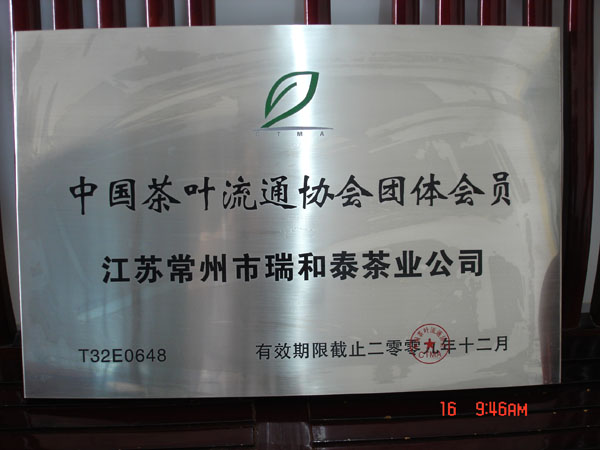 TMA
中国茶叶流通协会团体会员
江苏常州市瑞和泰茶业公司
T32E0648
有效期限截止二零零九年十二月
16 9:46AM